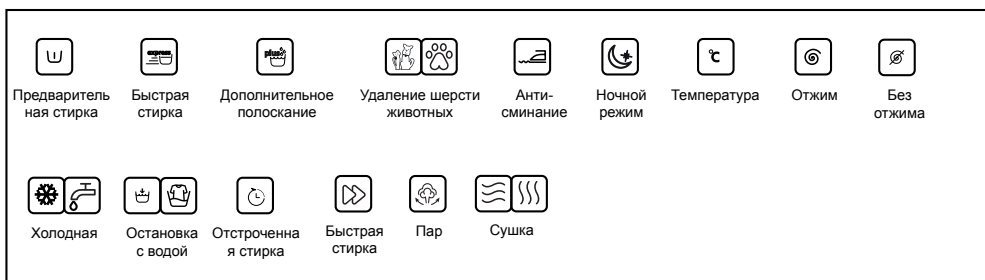 express
plus
℃
Предваритель
ная стирка
Быстрая
стирка
Дополнительное
полоскание
Удаление шерсти
животных
Анти-
сминание
Ночной
режим
Температура
Отжим
Без
отжима
Холодная
Остановка
с водой
Отстроченна
я стирка
Быстрая
стирка
Пар
Сушка